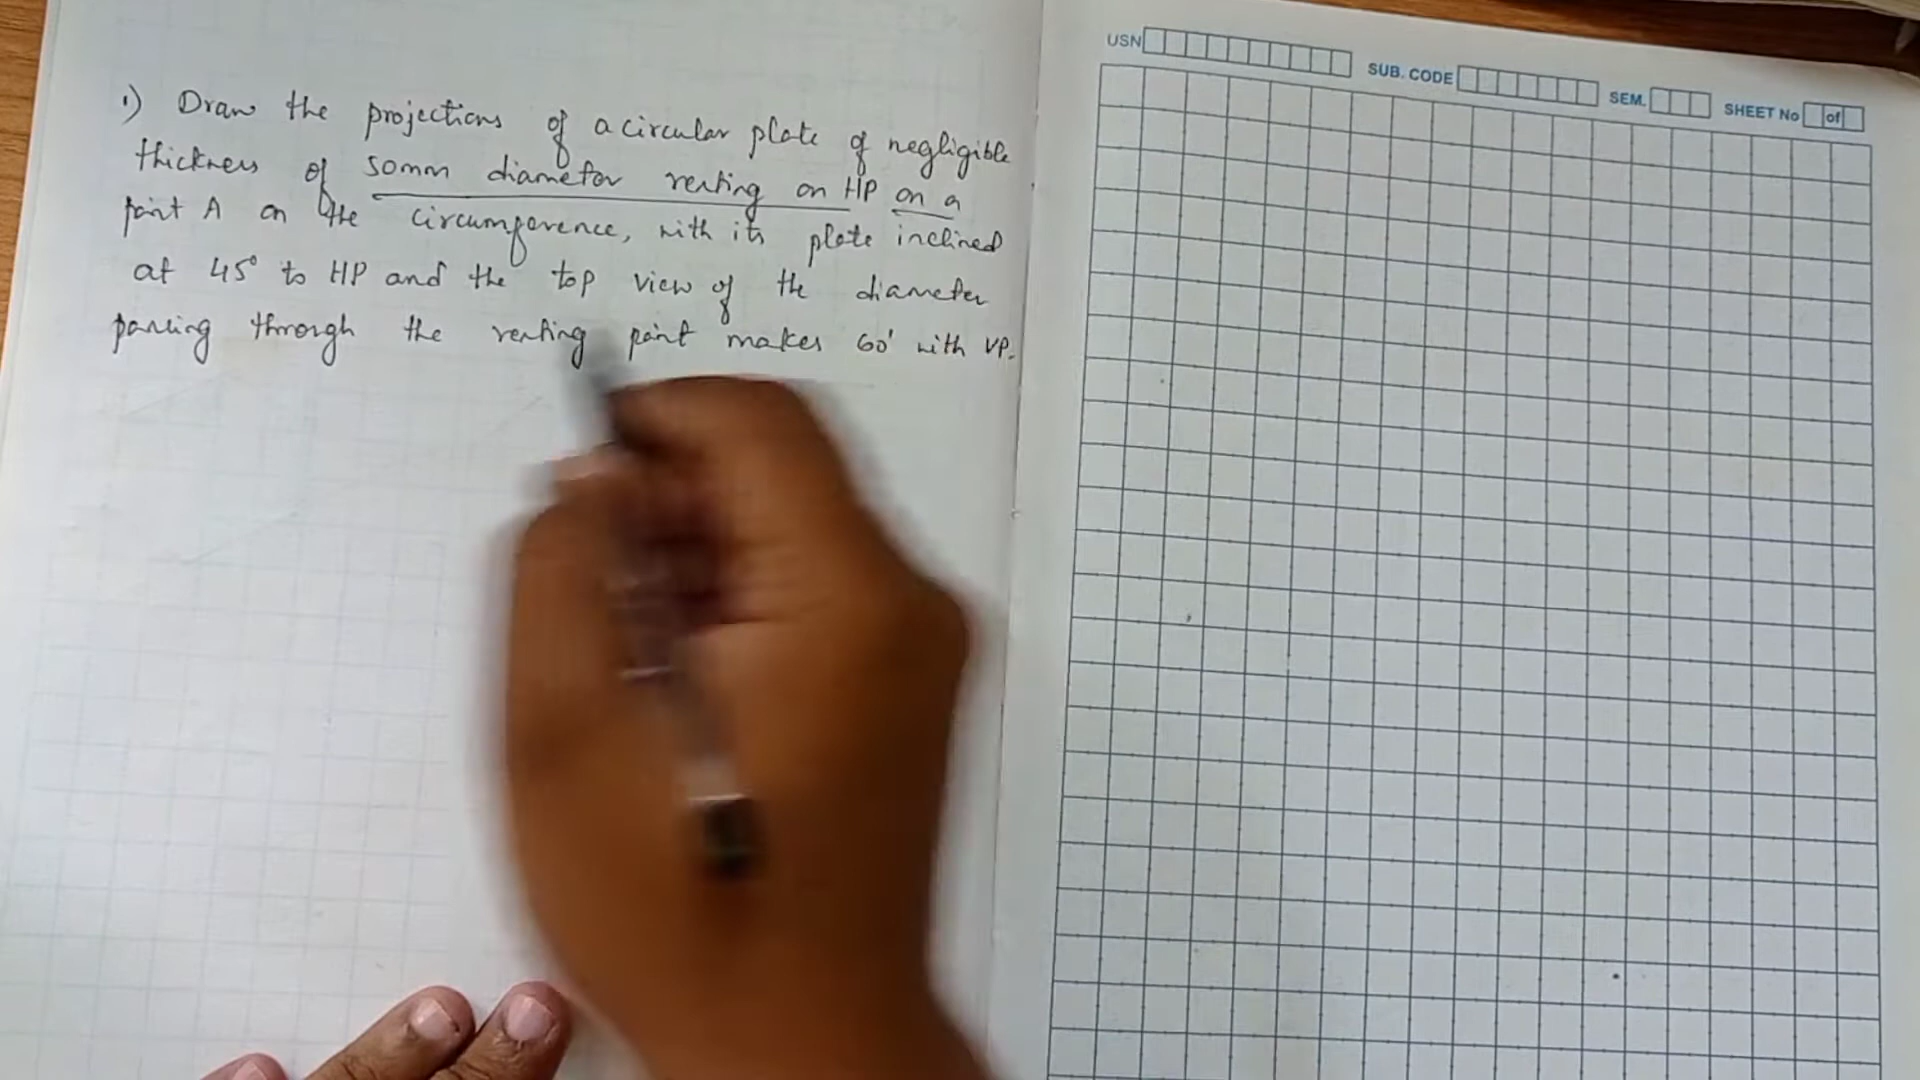 1) Draw the projections of a circular plate of negligible
thickness of 50mm diameter resting on HP on a
point A on the circumference, with its plate inclined
at 45° to HP and the top view of the diameter
passing through the resting point makes 60° with VP.
USN SUB. CODE SEM. SHEET No of